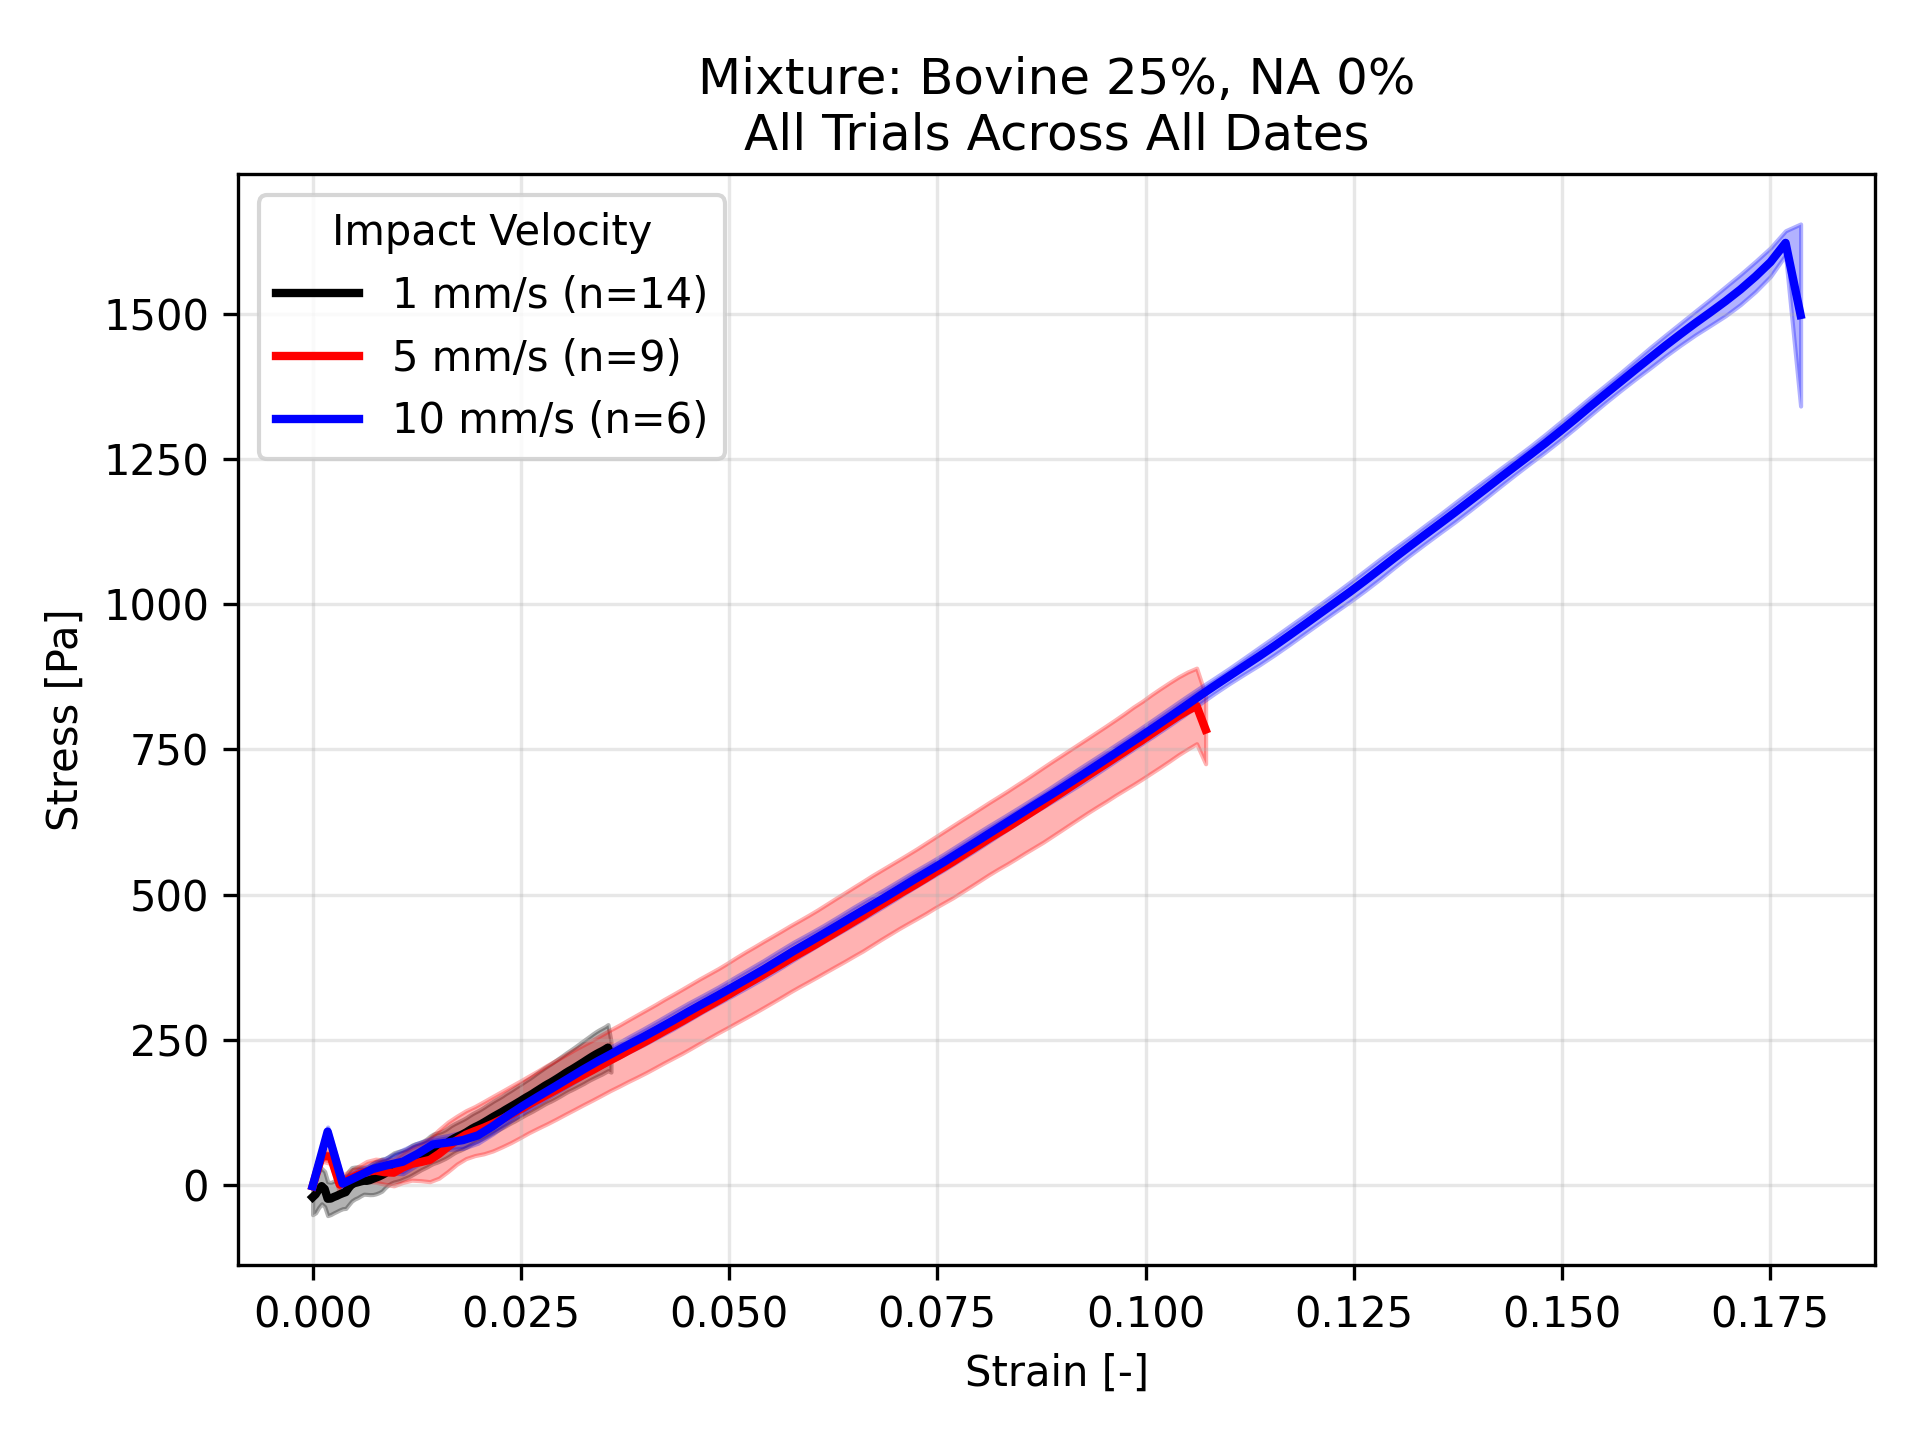 Mixture: Bovine 25%, NA 0%
All Trials Across All Dates
Impact Velocity
1 mm/s (n=14)
5 mm/s (n=9)
10 mm/s (n=6)
Stress [Pa]
1500
1250
1000
750
500
250
0
0.000 0.025 0.050 0.075 0.100 0.125 0.150 0.175
Strain [-]